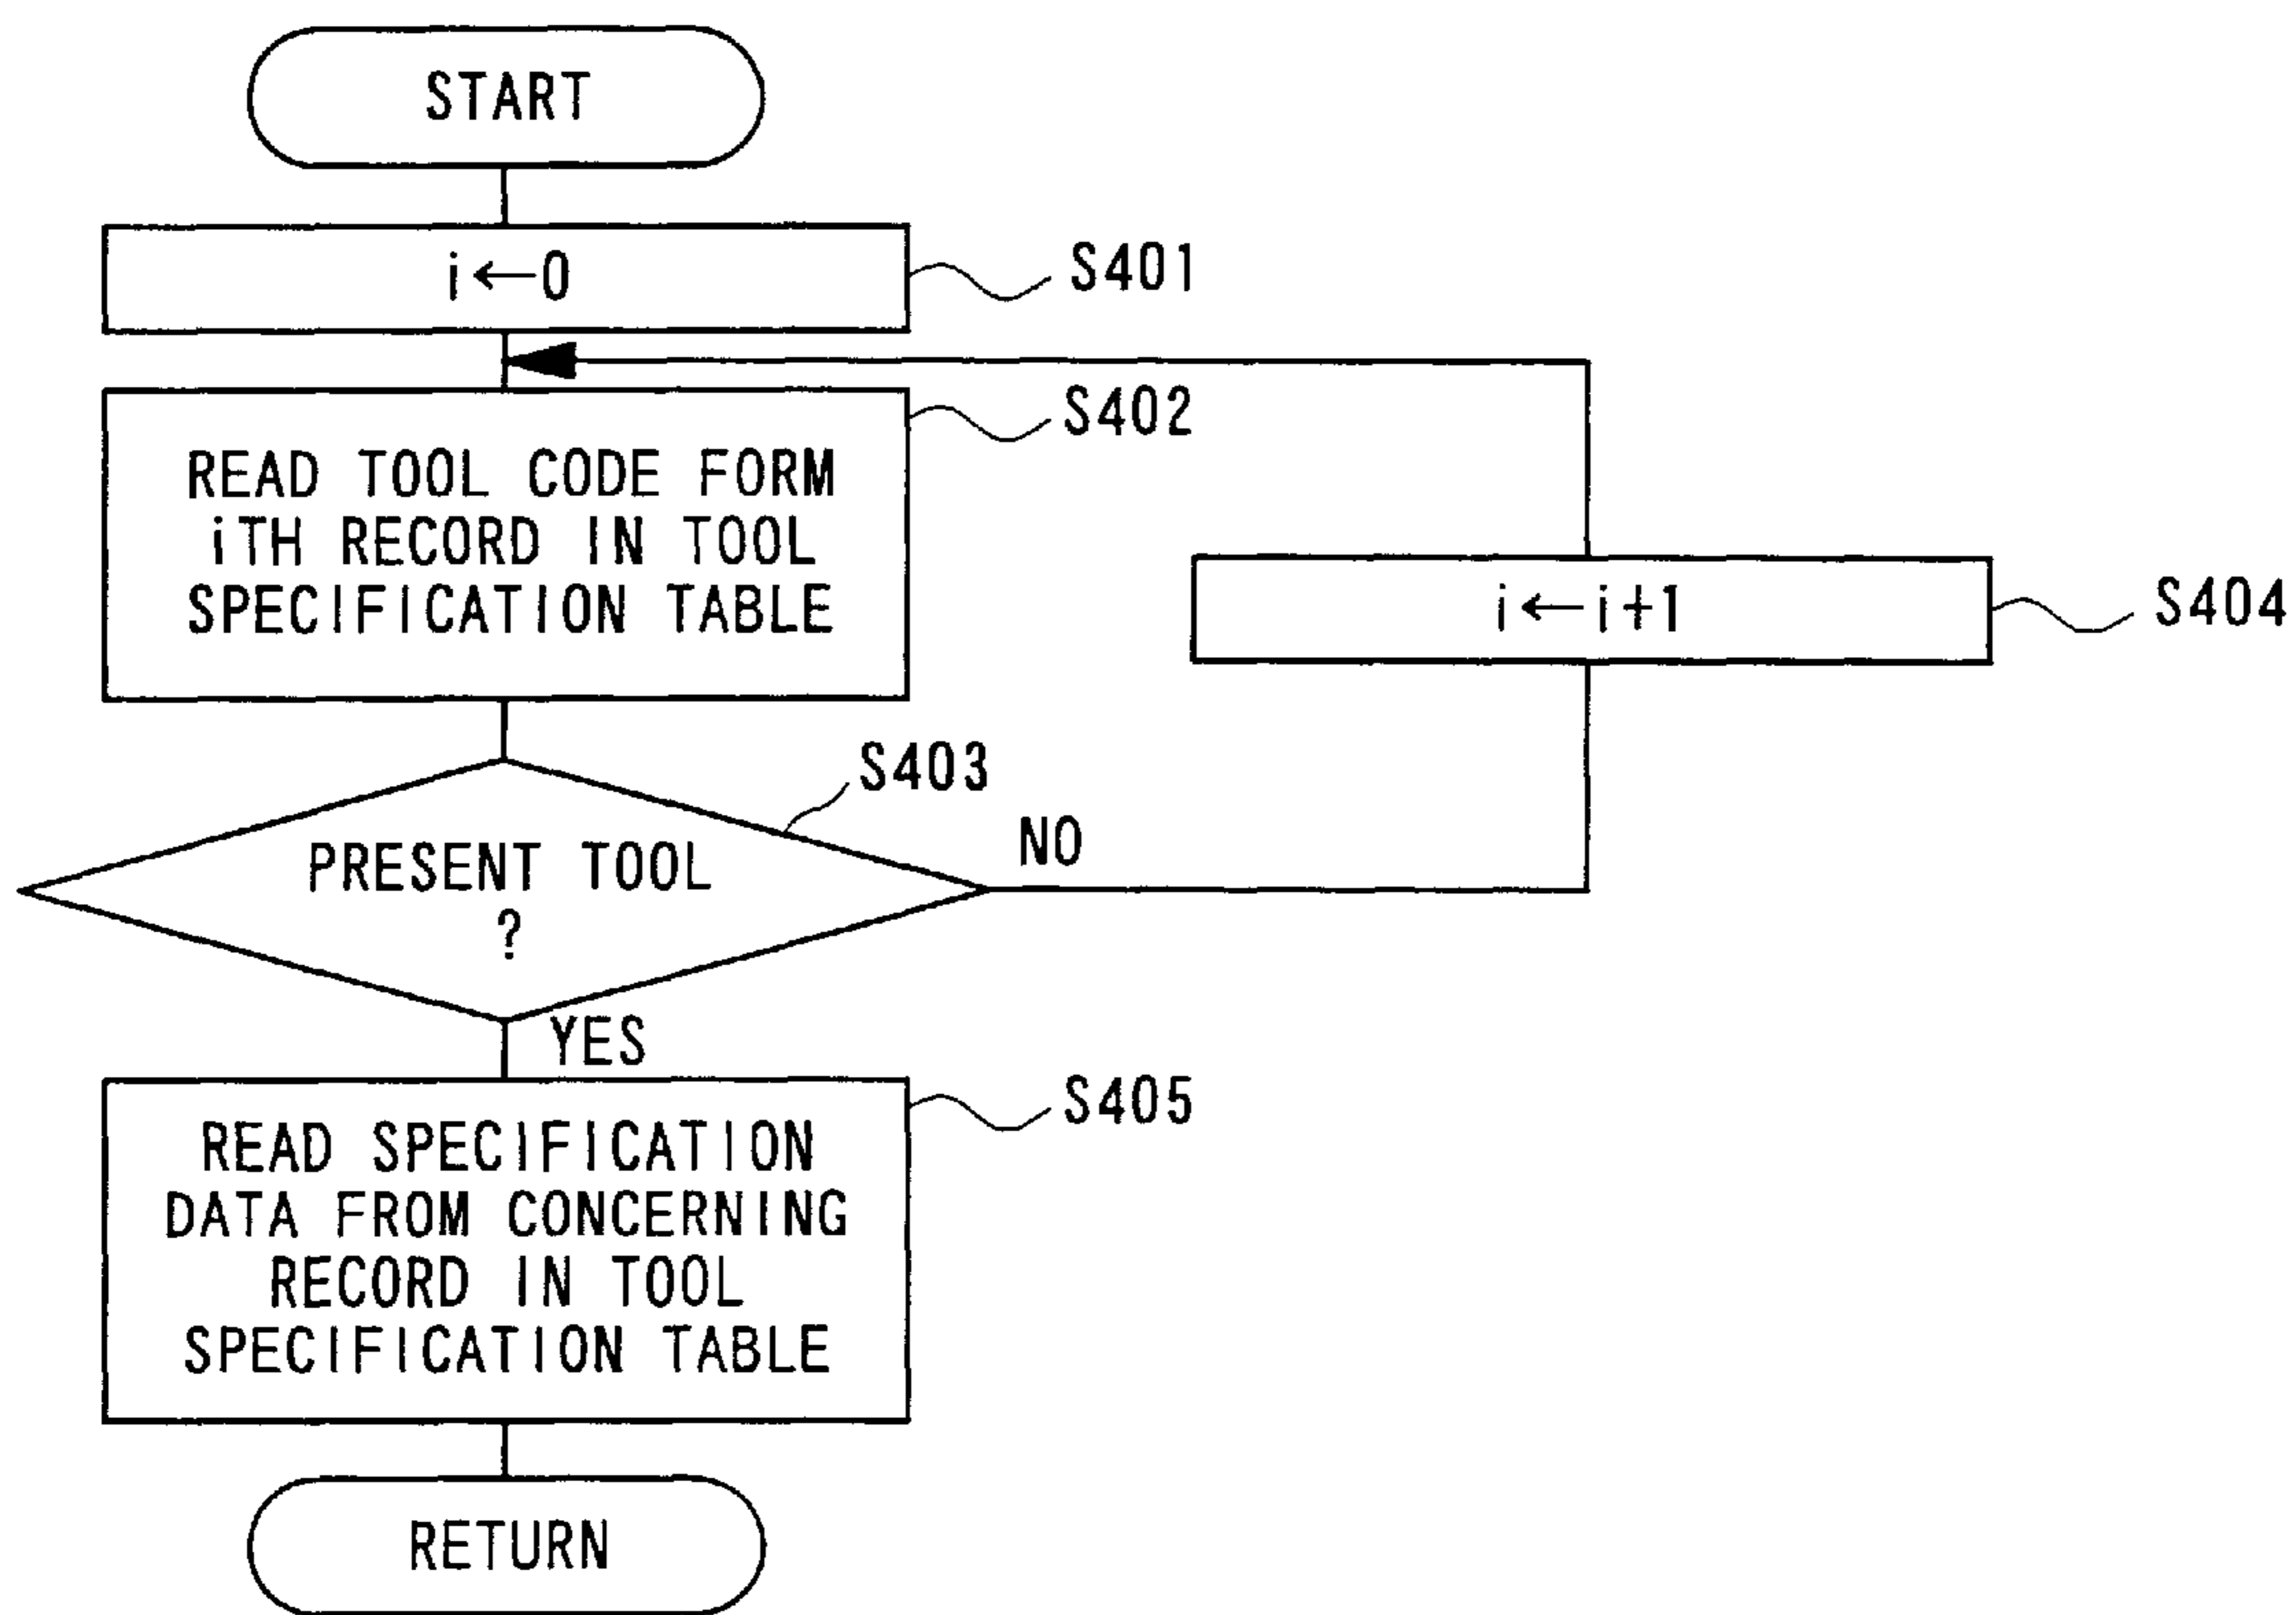 START
i←0
S401
S402
READ TOOL CODE FORM
iTH RECORD IN TOOL
SPECIFICATION TABLE
i←i+1
S404
S403
PRESENT TOOL
?
NO
YES
S405
READ SPECIFICATION
DATA FROM CONCERNING
RECORD IN TOOL
SPECIFICATION TABLE
RETURN